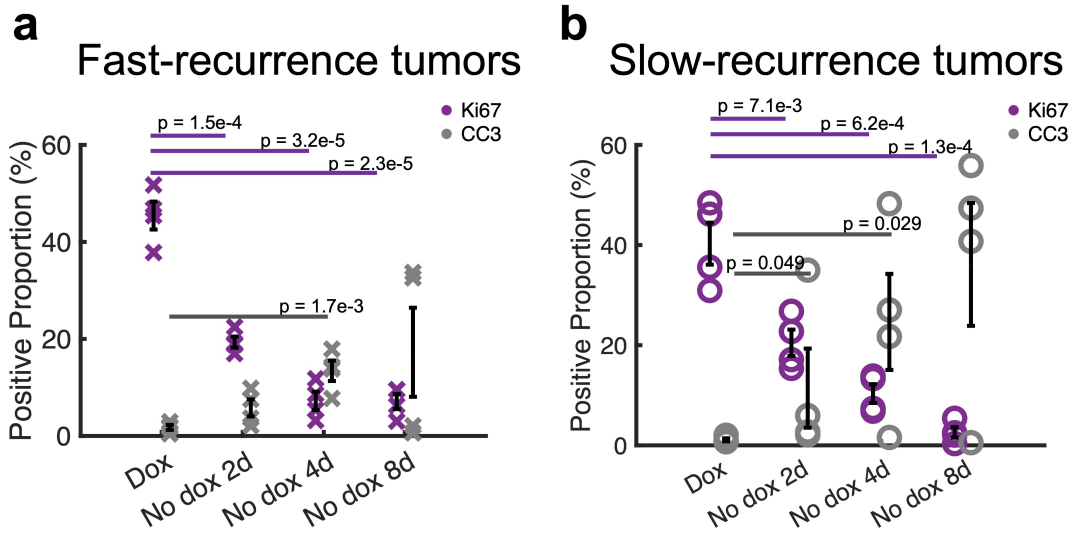 a
Fast-recurrence tumors
Ki67
CC3
p = 1.5e-4
p = 3.2e-5
p = 2.3e-5
p = 1.7e-3
Positive Proportion (%)
60
40
20
0
Dox
No dox 2d
No dox 4d
No dox 8d
b
Slow-recurrence tumors
Ki67
CC3
p = 7.1e-3
p = 6.2e-4
p = 1.3e-4
p = 0.029
p = 0.049
Positive Proportion (%)
60
40
20
0
Dox
No dox 2d
No dox 4d
No dox 8d